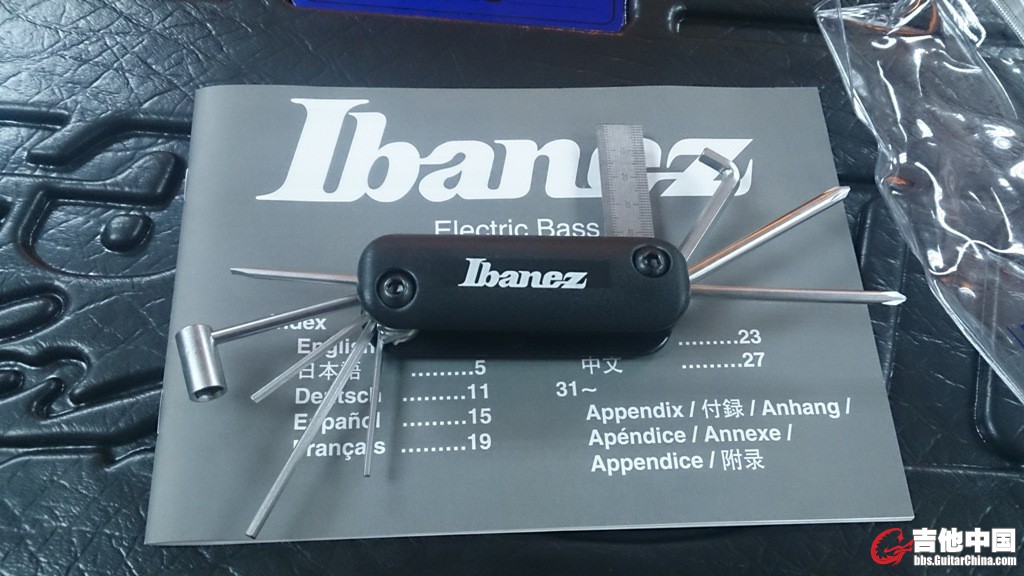 Ibanez
Electric Bass
Ibanez
Index
English
日本語 .........5
Deutsch .........11
Español .........15
Français .........19
.........23
中文 .........27
31~
Appendix / 付録 / Anhang /
Apéndice / Annexe /
Appendice / 附录
吉他中国
bbs.GuitarChina.com